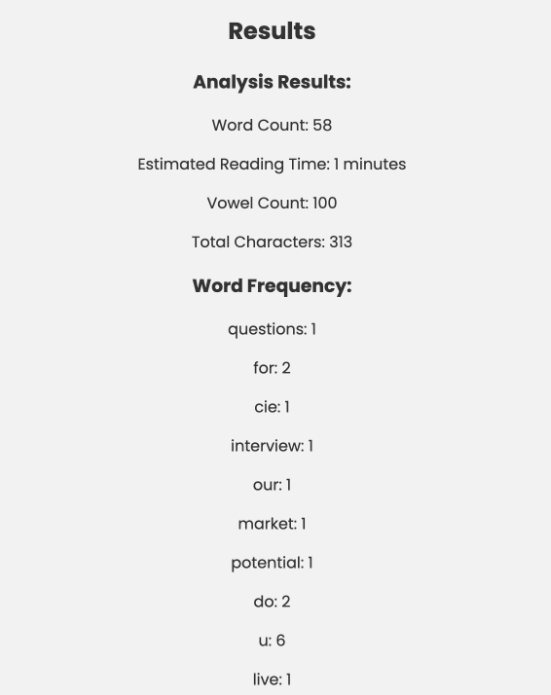 Results
Analysis Results:
Word Count: 58
Estimated Reading Time: 1 minutes
Vowel Count: 100
Total Characters: 313
Word Frequency:
questions: 1
for: 2
cie: 1
interview: 1
our: 1
market: 1
potential: 1
do: 2
u: 6
live: 1